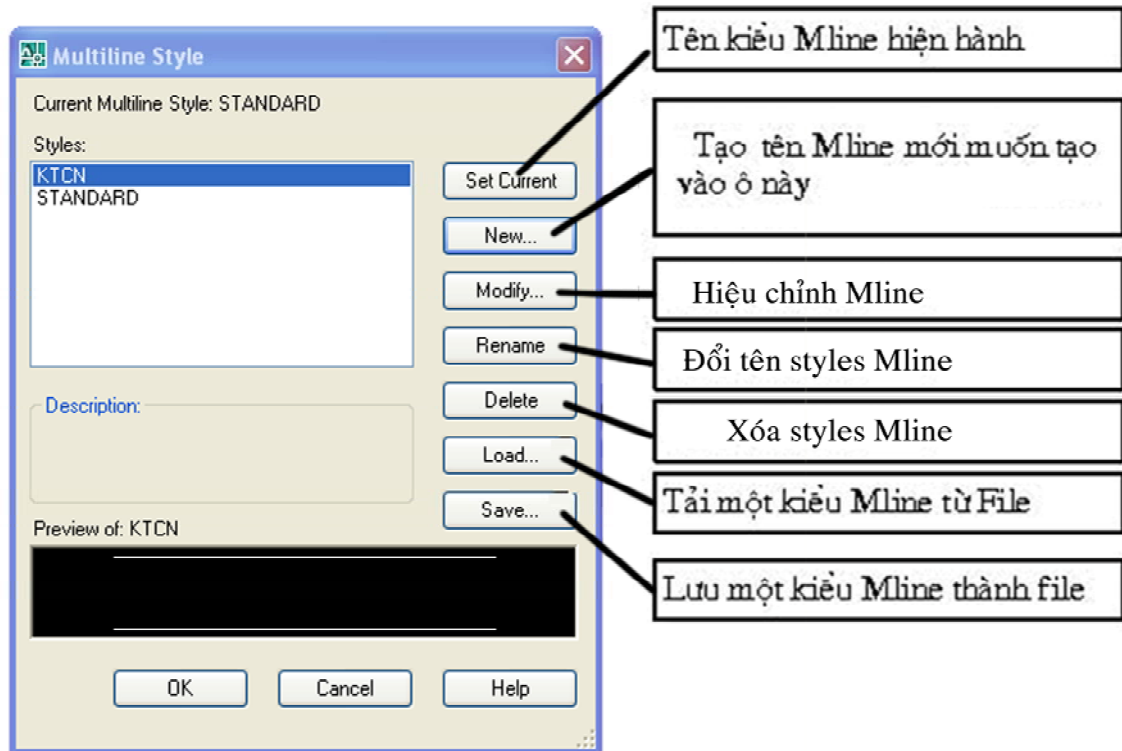 Multiline Style
Current Multiline Style: STANDARD
Styles:
KTCN
STANDARD
Set Current
New...
Modify...
Rename
Delete
Load...
Save...
Description:
Preview of: KTCN
OK
Cancel
Help
Tên kiểu Mline hiện hành
Tạo tên Mline mới muốn tạo
vào ô này
Hiệu chỉnh Mline
Đổi tên styles Mline
Xóa styles Mline
Tải một kiểu Mline từ File
Lưu một kiểu Mline thành file